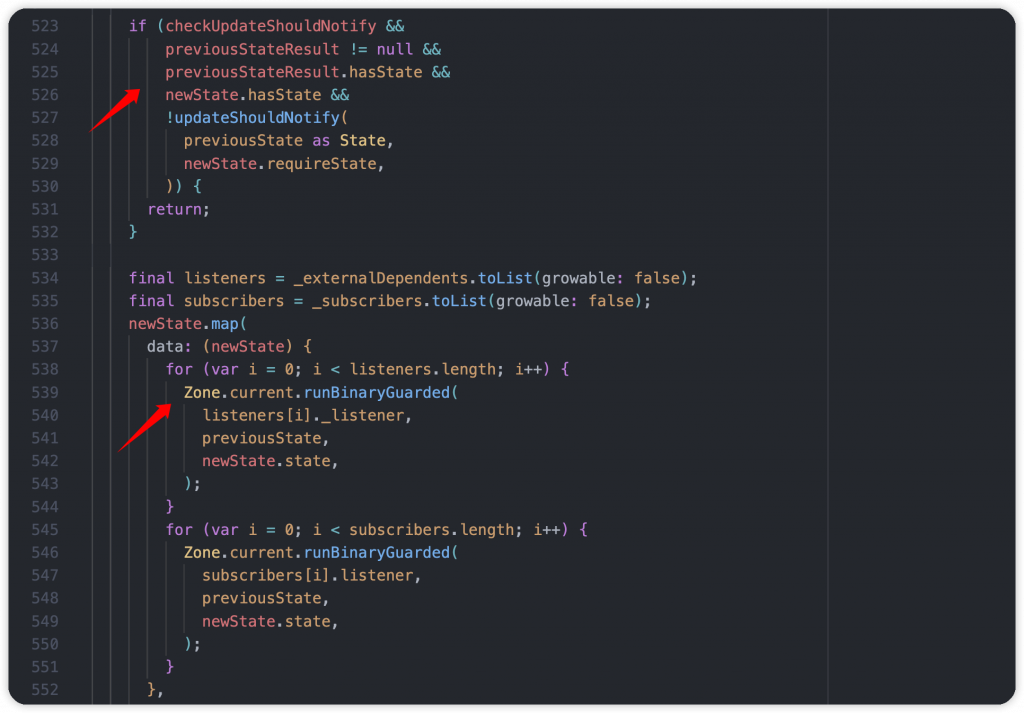 523 if (checkUpdateShouldNotify &&
524 previousStateResult != null &&
525 previousStateResult.hasState &&
526 newState.hasState &&
527 !updateShouldNotify(
528 previousState as State,
529 newState.requireState,
530 )) {
531 return;
532 }
533
534 final listeners = _externalDependents.toList(growable: false);
535 final subscribers = _subscribers.toList(growable: false);
536 newState.map(
537 data: (newState) {
538 for (var i = 0; i < listeners.length; i++) {
539 Zone.current.runBinaryGuarded(
540 listeners[i]._listener,
541 previousState,
542 newState.state,
543 );
544 }
545 for (var i = 0; i < subscribers.length; i++) {
546 Zone.current.runBinaryGuarded(
547 subscribers[i].listener,
548 previousState,
549 newState.state,
550 );
551 }
552 },